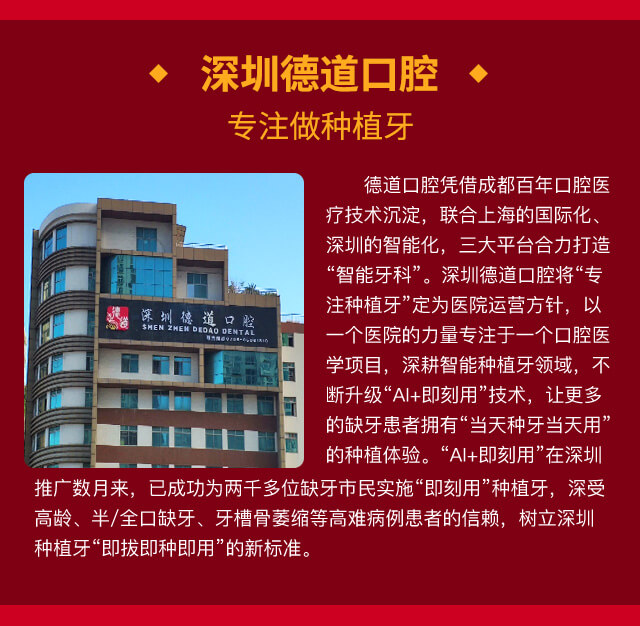 深圳德道口腔
专注做种植牙
德道口腔凭借成都百年口腔医
疗技术沉淀，联合上海的国际化、
深圳的智能化，三大平台合力打造
“智能牙科”。深圳德道口腔将“专
注种植牙”定为医院运营方针，以
一个医院的力量专注于一个口腔医
学项目，深耕智能种植牙领域，不
断升级“AI+即刻用”技术，让更多
的缺牙患者拥有“当天种牙当天用”
的种植体验。“AI+即刻用”在深圳
推广数月来，已成功为两千多位缺牙市民实施“即刻用”种植牙，深受
高龄、半/全口缺牙、牙槽骨萎缩等高难病例患者的信赖，树立深圳
种植牙“即拔即种即用”的新标准。
深圳德道口腔
SHEN ZHEN DEDAO DENTAL